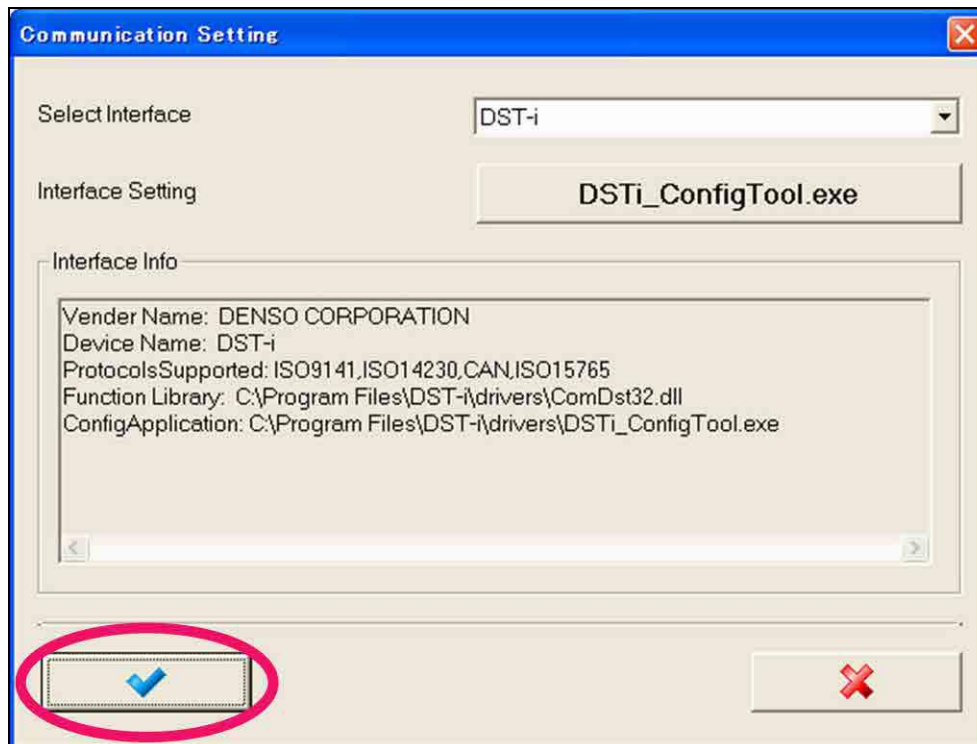 Communication Setting
Select Interface
DST-i
Interface Setting
DSTi_ConfigTool.exe
Interface Info
Vender Name: DENSO CORPORATION
Device Name: DST-i
ProtocolsSupported: ISO9141,ISO14230,CAN,ISO15765
Function Library: C:\Program Files\DST-i\drivers\ComDst32.dll
ConfigApplication: C:\Program Files\DST-i\drivers\DSTi_ConfigTool.exe